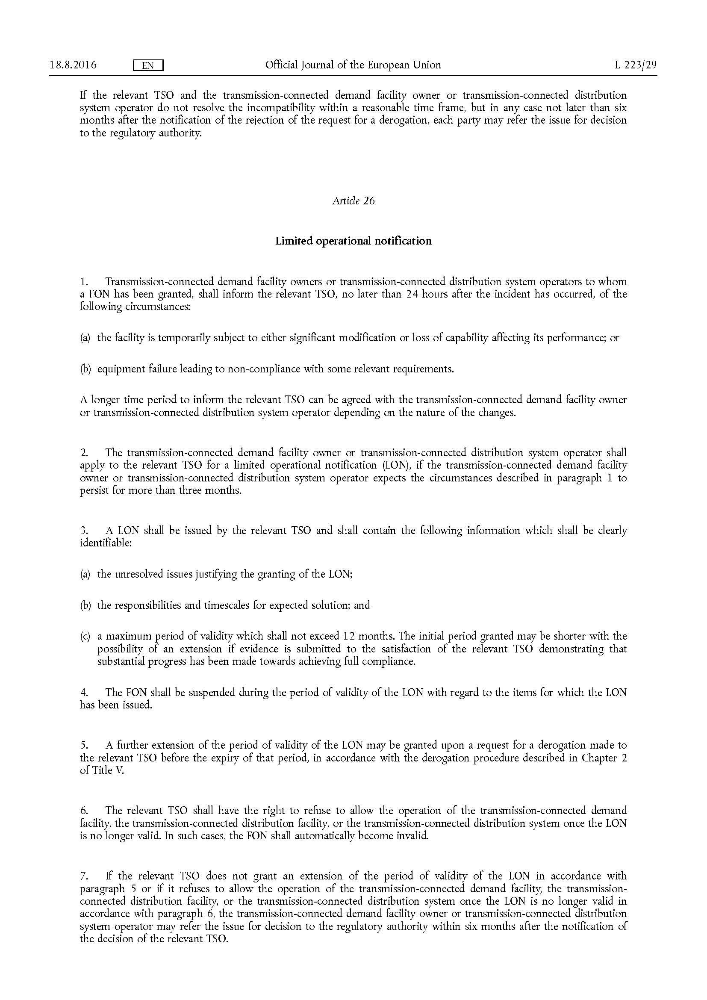 18.8.2016 EN Official Journal of the European Union L 223/29
If the relevant TSO and the transmission-connected demand facility owner or transmission-connected distribution
system operator do not resolve the incompatibility within a reasonable time frame, but in any case not later than six
months after the notification of the rejection of the request for a derogation, each party may refer the issue for decision
to the regulatory authority.
Article 26
Limited operational notification
1. Transmission-connected demand facility owners or transmission-connected distribution system operators to whom
a FON has been granted, shall inform the relevant TSO, no later than 24 hours after the incident has occurred, of the
following circumstances:
(a) the facility is temporarily subject to either significant modification or loss of capability affecting its performance; or
(b) equipment failure leading to non-compliance with some relevant requirements.
A longer time period to inform the relevant TSO can be agreed with the transmission-connected demand facility owner
or transmission-connected distribution system operator depending on the nature of the changes.
2. The transmission-connected demand facility owner or transmission-connected distribution system operator shall
apply to the relevant TSO for a limited operational notification (LON), if the transmission-connected demand facility
owner or transmission-connected distribution system operator expects the circumstances described in paragraph 1 to
persist for more than three months.
3. A LON shall be issued by the relevant TSO and shall contain the following information which shall be clearly
identifiable:
(a) the unresolved issues justifying the granting of the LON;
(b) the responsibilities and timescales for expected solution; and
(c) a maximum period of validity which shall not exceed 12 months. The initial period granted may be shorter with the
possibility of an extension if evidence is submitted to the satisfaction of the relevant TSO demonstrating that
substantial progress has been made towards achieving full compliance.
4. The FON shall be suspended during the period of validity of the LON with regard to the items for which the LON
has been issued.
5. A further extension of the period of validity of the LON may be granted upon a request for a derogation made to
the relevant TSO before the expiry of that period, in accordance with the derogation procedure described in Chapter 2
of Title V.
6. The relevant TSO shall have the right to refuse to allow the operation of the transmission-connected demand
facility, the transmission-connected distribution facility, or the transmission-connected distribution system once the LON
is no longer valid. In such cases, the FON shall automatically become invalid.
7. If the relevant TSO does not grant an extension of the period of validity of the LON in accordance with
paragraph 5 or if it refuses to allow the operation of the transmission-connected demand facility, the transmission-
connected distribution facility, or the transmission-connected distribution system once the LON is no longer valid in
accordance with paragraph 6, the transmission-connected demand facility owner or transmission-connected distribution
system operator may refer the issue for decision to the regulatory authority within six months after the notification of
the decision of the relevant TSO.